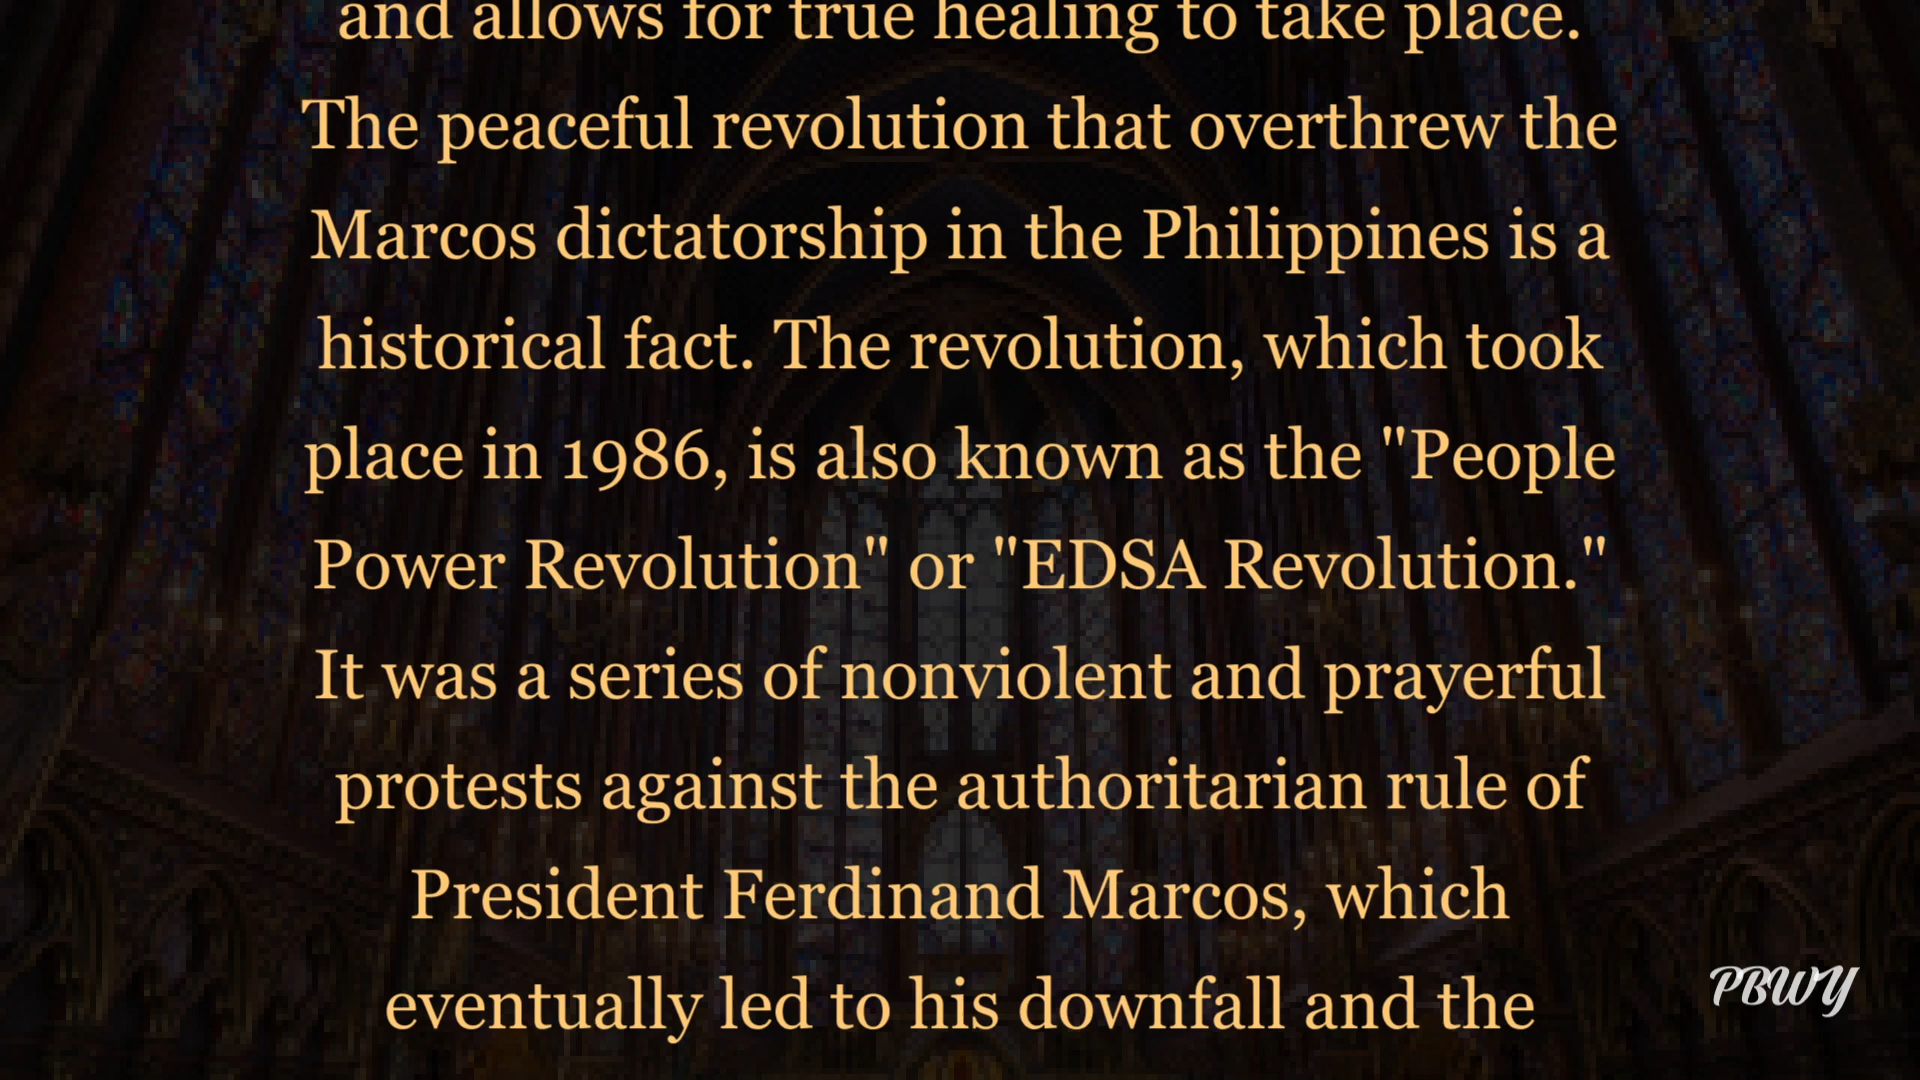 and allows for true healing to take place.
The peaceful revolution that overthrew the
Marcos dictatorship in the Philippines is a
historical fact. The revolution, which took
place in 1986, is also known as the "People
Power Revolution" or "EDSA Revolution."
It was a series of nonviolent and prayerful
protests against the authoritarian rule of
President Ferdinand Marcos, which
eventually led to his downfall and the
PBWY